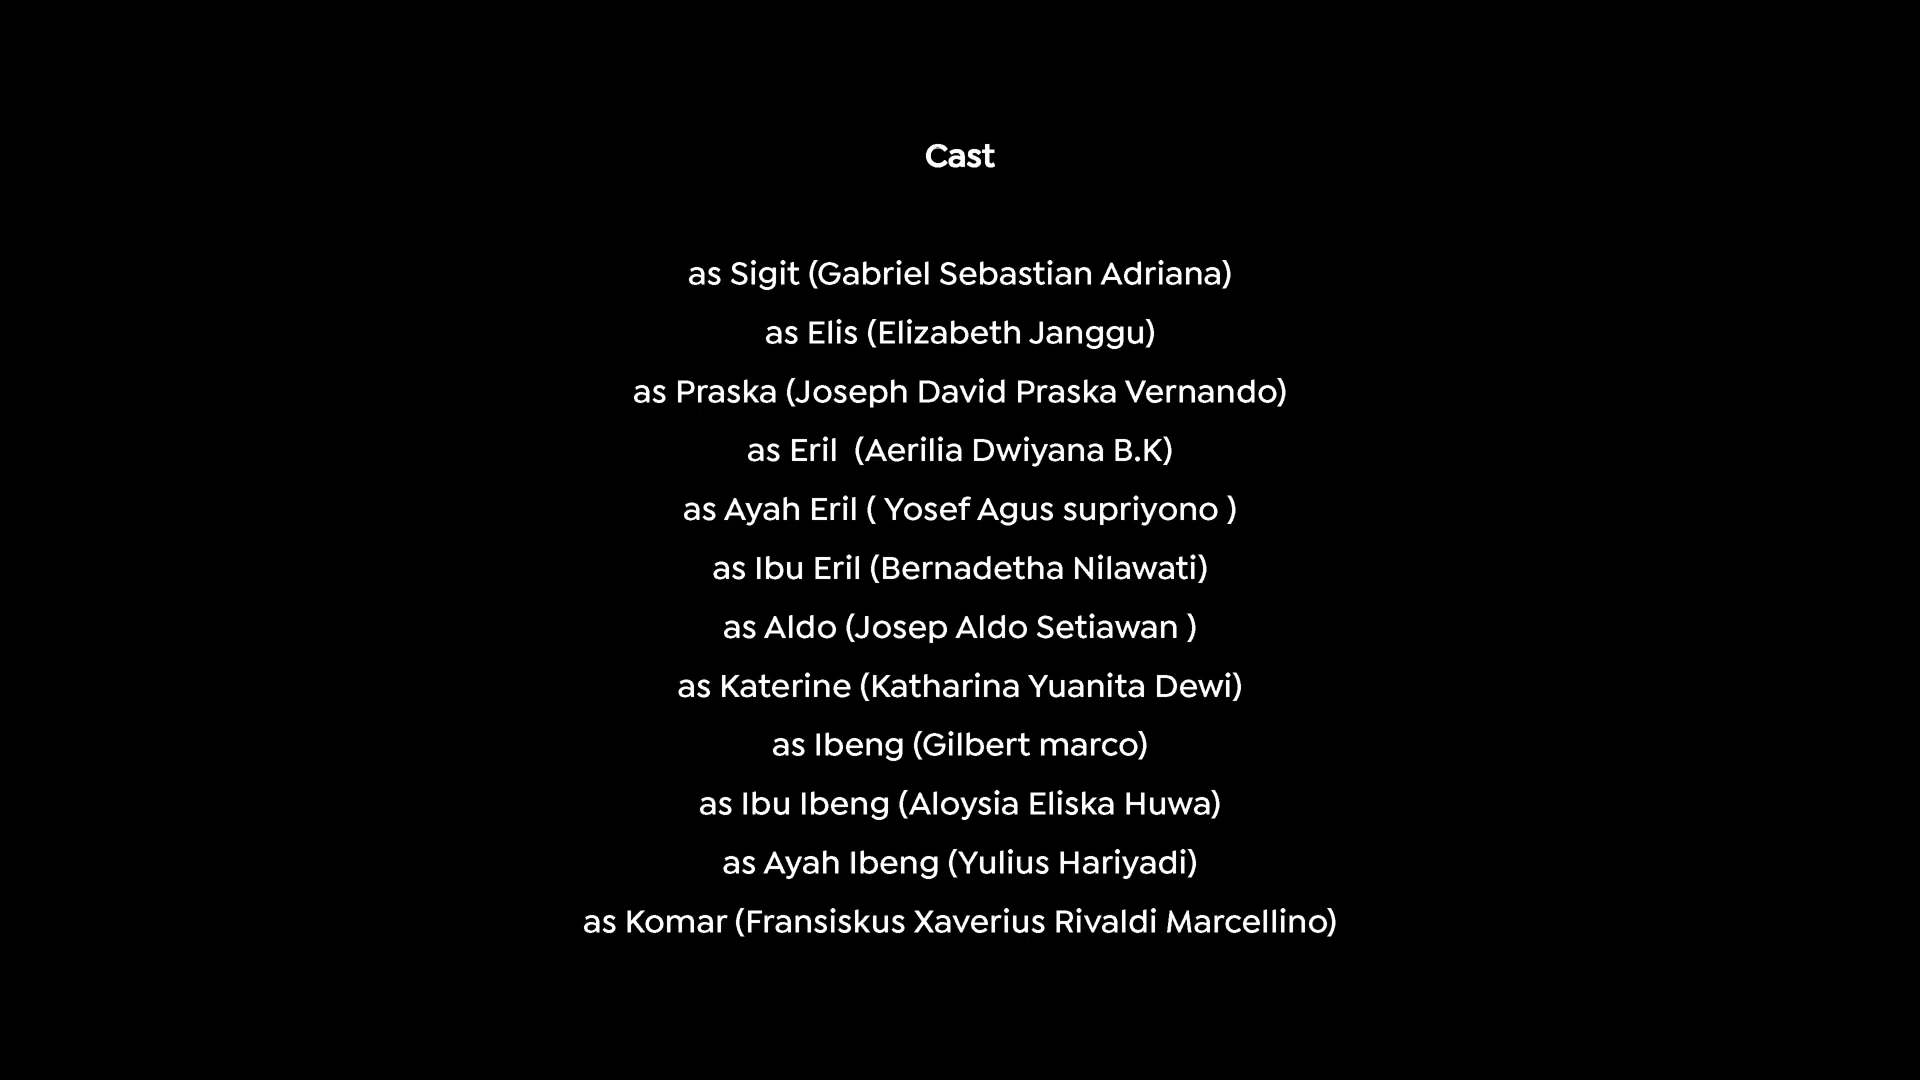 Cast
as Sigit (Gabriel Sebastian Adriana)
as Elis (Elizabeth Janggu)
as Praska (Joseph David Praska Vernando)
as Eril  (Aerilia Dwiyana B.K)
as Ayah Eril ( Yosef Agus supriyono )
as Ibu Eril (Bernadetha Nilawati)
as Aldo (Josep Aldo Setiawan )
as Katerine (Katharina Yuanita Dewi)
as Ibeng (Gilbert marco)
as Ibu Ibeng (Aloysia Eliska Huwa)
as Ayah Ibeng (Yulius Hariyadi)
as Komar (Fransiskus Xaverius Rivaldi Marcellino)